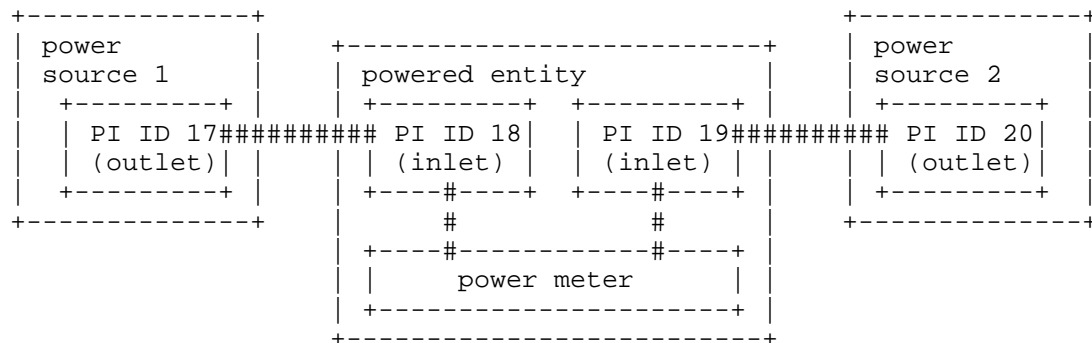 power
source 1
powered entity
power
source 2
PI ID 17
PI ID 18
PI ID 19
PI ID 20
(outlet)
(inlet)
(inlet)
(outlet)
power meter